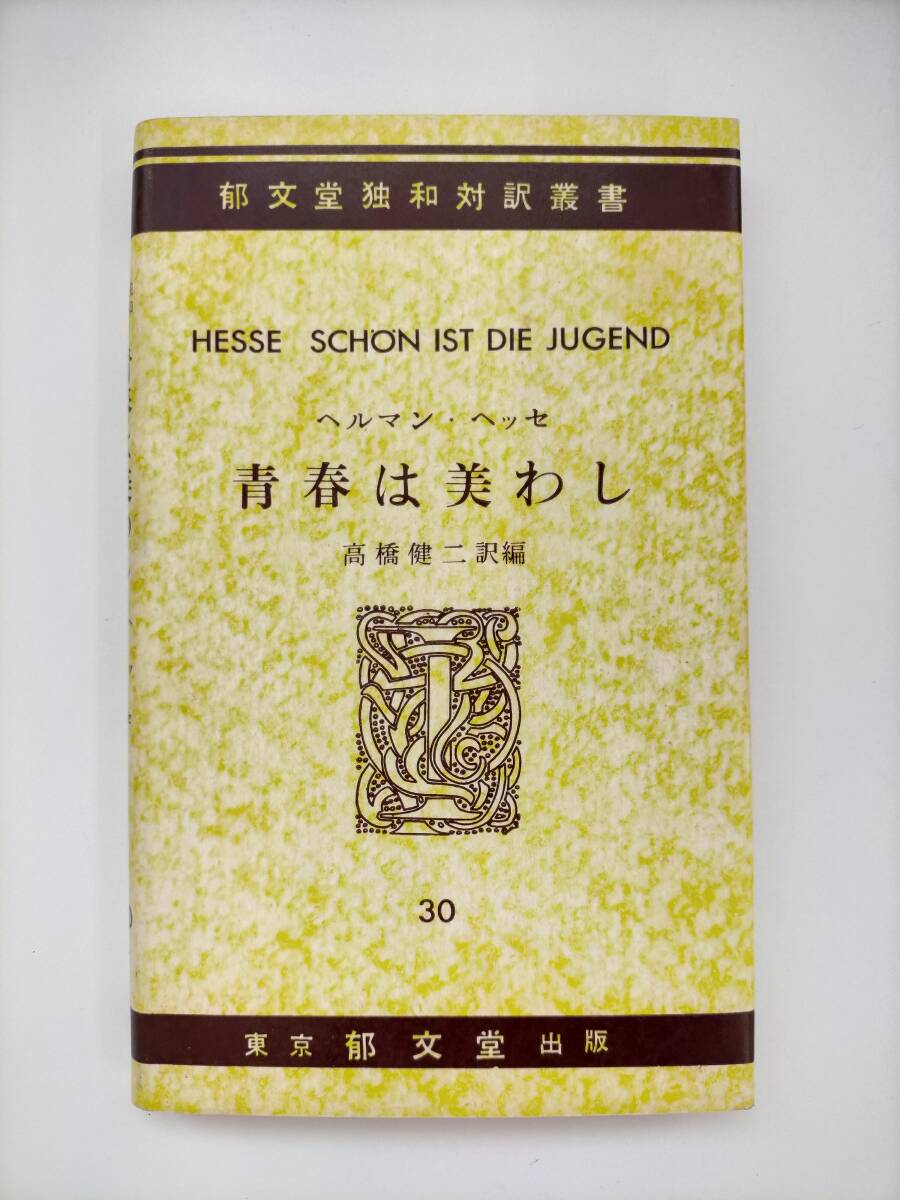 郁文堂独和対訳叢書
HESSE SCHÖN IST DIE JUGEND
ヘルマン・ヘッセ
青春は美わし
高橋健二訳編
30
東京 郁文堂 出版